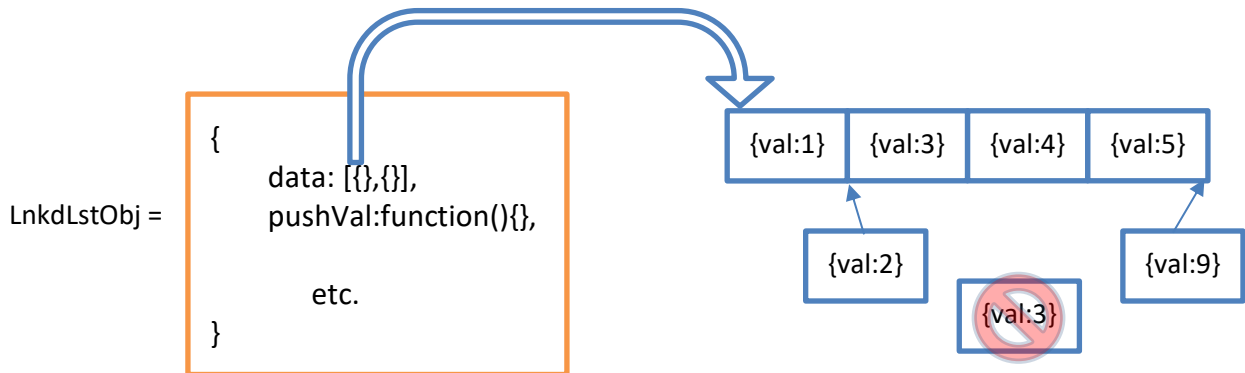 LnkdLstObj =
{
data: [{},{}],
pushVal:function(){},
etc.
}
{val:1} {val:3} {val:4} {val:5}
{val:2} {val:9}
{val:3}